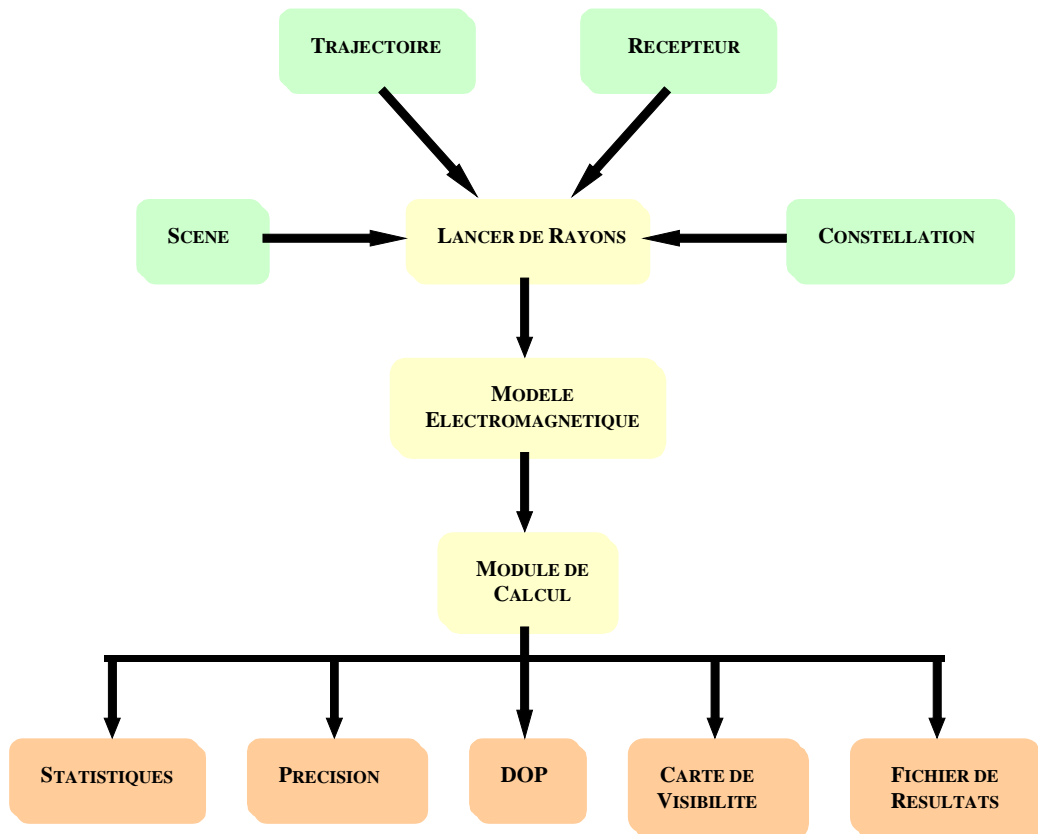 TRAJECTOIRE
RECEPTEUR
SCENE
LANCER DE RAYONS
CONSTELLATION
MODELE
ELECTROMAGNETIQUE
MODULE DE
CALCUL
STATISTIQUES
PRECISION
DOP
CARTE DE
VISIBILITE
FICHIER DE
RESULTATS